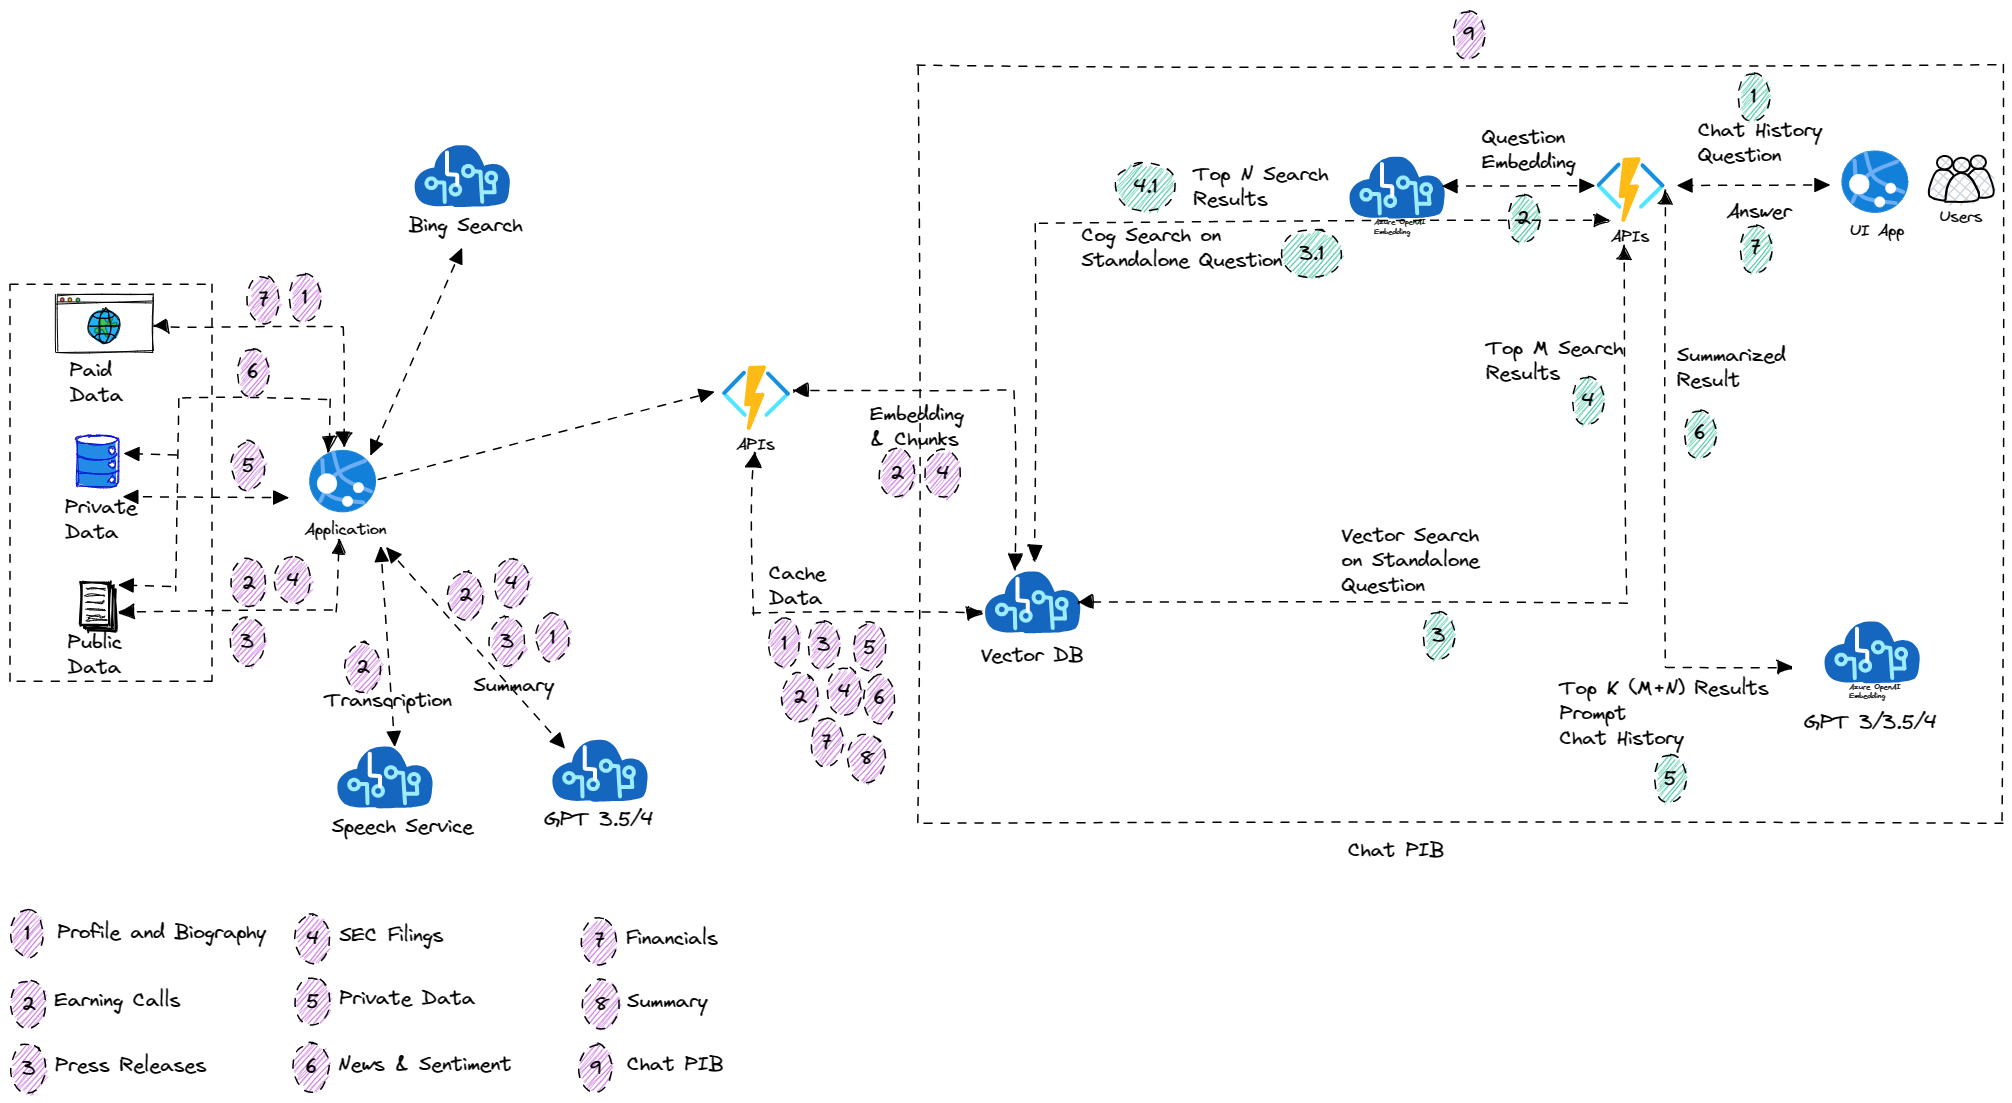 9
1
Chat History
Question
Question
Embedding
4.1
Top N Search
Results
Azure OpenAI
Embedding
2
APIs
Answer
7
UI App
Users
Cog Search on
Standalone Question
3.1
Bing Search
7
1
Paid
Data
6
5
Private
Data
Application
2
4
3
Public
Data
APIs
Embedding
& Chunks
2
4
Top M Search
Results
4
Summarized
Result
6
Vector Search
on Standalone
Question
3
2
4
3
1
2
Transcription
Summary
Speech Service
GPT 3.5/4
Cache
Data
1
3
5
2
4
6
7
8
Vector DB
Top K (M+N) Results
Prompt
Chat History
5
Azure OpenAI
Embedding
GPT 3/3.5/4
Chat PIB
1 Profile and Biography
4 SEC Filings
7 Financials
2 Earning Calls
5 Private Data
8 Summary
3 Press Releases
6 News & Sentiment
9 Chat PIB